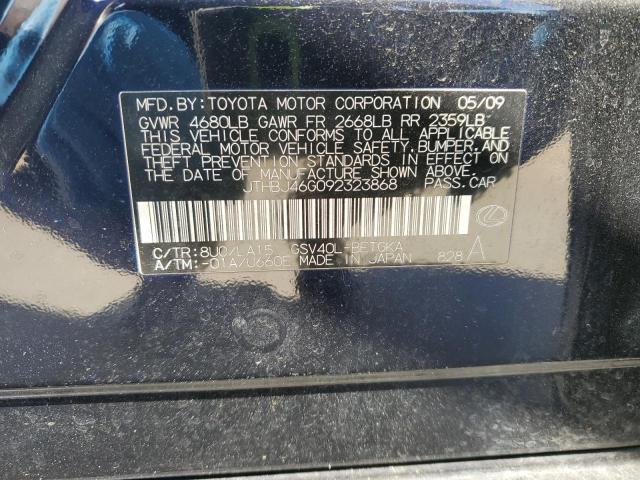 MFD. BY: TOYOTA MOTOR CORPORATION 05/09
GVWR 4680LB GAWR FR 2668LB RR 2359LB
THIS VEHICLE CONFORMS TO ALL APPLICABLE
FEDERAL MOTOR VEHICLE SAFETY, BUMPER, AND
THEFT PREVENTION STANDARDS IN EFFECT ON
THE DATE OF MANUFACTURE SHOWN ABOVE.
JTHBJ46G092323868 PASS. CAR
C/TR: 8U0/LA15 GSV40L-BETGKA
A/TM: -01A/U660E MADE IN JAPAN 828 A